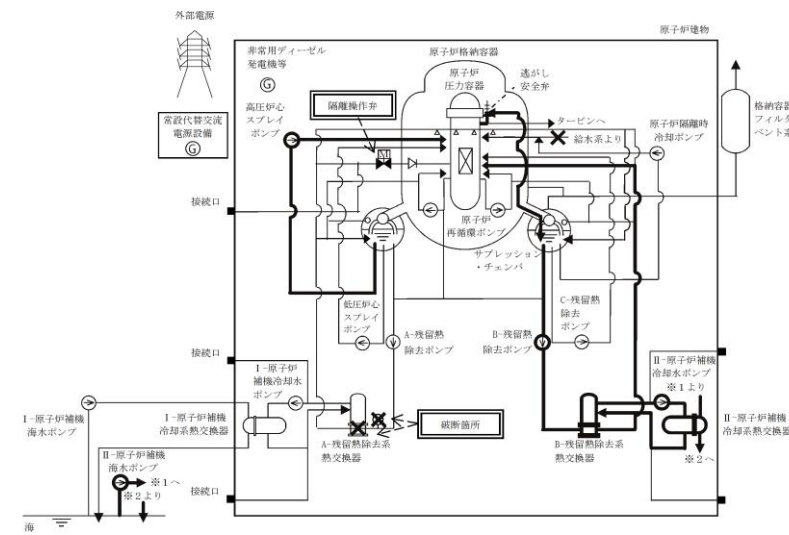 外部電源
原子炉建物
非常用ディーゼル
発電機等
G
原子炉格納容器
原子炉
圧力容器
逃がし
安全弁
隔離操作弁
高圧炉心
スプレイ
ポンプ
常設代替交流
電源設備
G
タービンへ
給水系より
原子炉隔離時
冷却ポンプ
格納容器
フィルタ
ベント系
接続口
原子炉
再循環ポンプ
サプレッション
・チェンバ
低圧炉心
スプレイ
ポンプ
A-残留熱
除去ポンプ
B-残留熱
除去ポンプ
C-残留熱
除去
ポンプ
接続口
Ⅰ-原子炉
補機冷却水
ポンプ
Ⅱ-原子炉補機
冷却水ポンプ
※1より
Ⅰ-原子炉補機
海水ポンプ
Ⅰ-原子炉補機
冷却系熱交換器
破断箇所
Ⅱ-原子炉補機
冷却系熱交換器
A-残留熱除去系
熱交換器
B-残留熱除去系
熱交換器
※2へ
Ⅱ-原子炉補機
海水ポンプ
※1へ
※2より
接続口
海